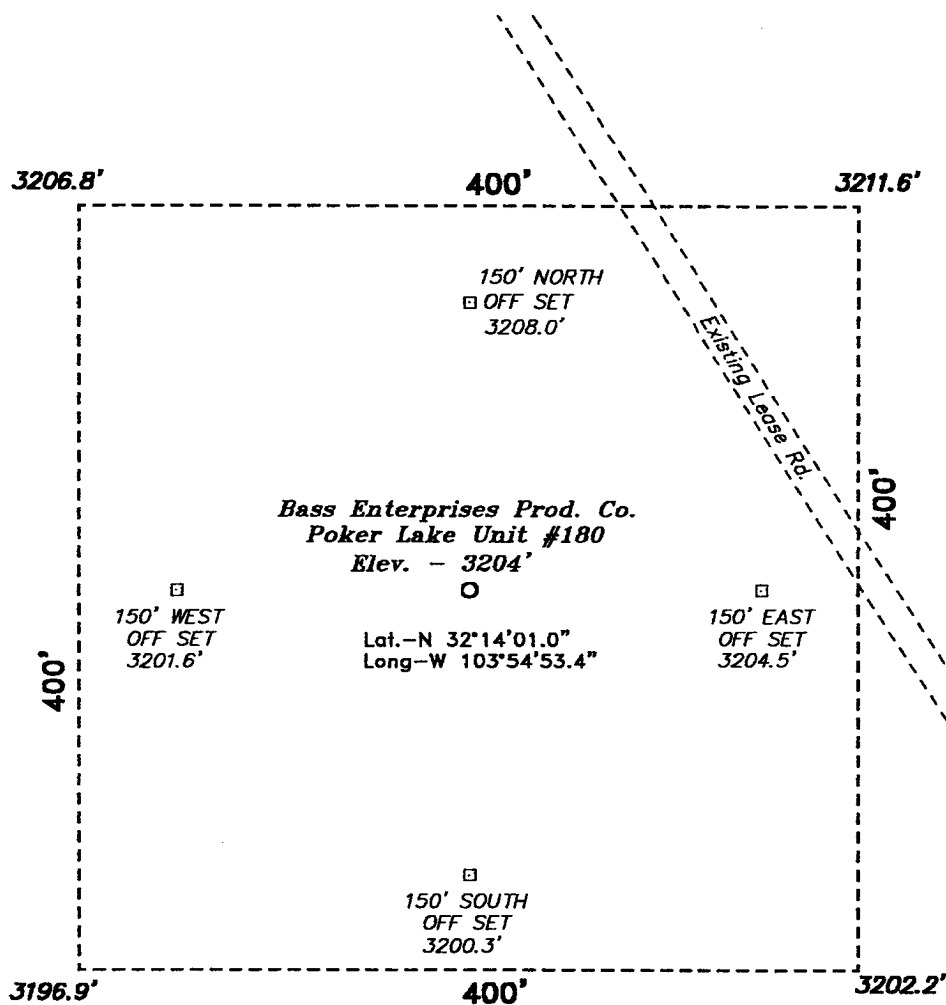 3206.8'
400'
3211.6'
150' NORTH
OFF SET
3208.0'
Existing Lease Rd.
400'
Bass Enterprises Prod. Co.
Poker Lake Unit #180
Elev. - 3204'
150' WEST
OFF SET
3201.6'
Lat.-N 32°14'01.0"
Long-W 103°54'53.4"
150' EAST
OFF SET
3204.5'
400'
150' SOUTH
OFF SET
3200.3'
3196.9'
400'
3202.2'